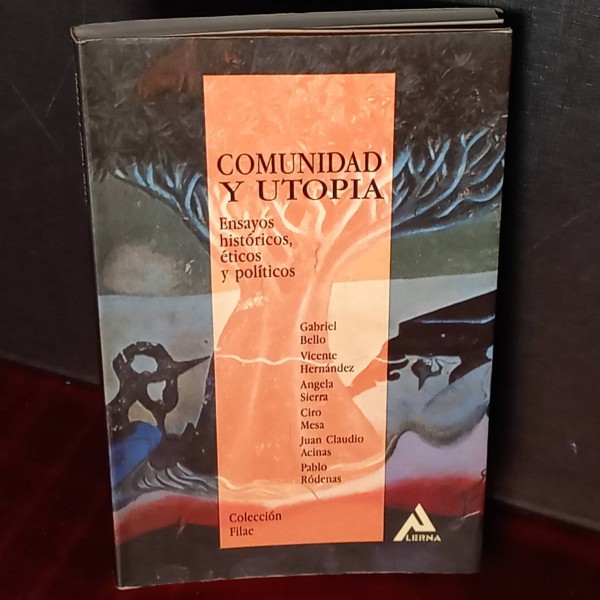 COMUNIDAD
Y UTOPIA
Ensayos
históricos,
éticos
y políticos
Gabriel
Bello
Vicente
Hernández
Angela
Sierra
Ciro
Mesa
Juan Claudio
Acinas
Pablo
Ródenas
Colección
Filac
LERNA